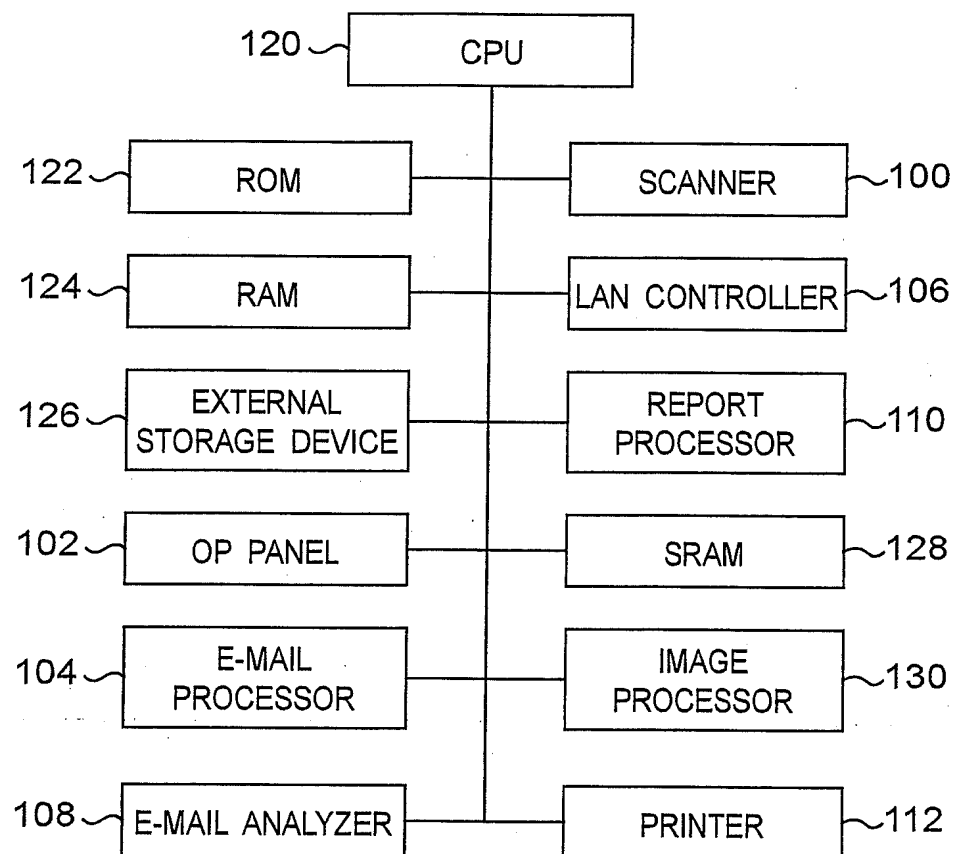 120 CPU
122 ROM SCANNER 100
124 RAM LAN CONTROLLER 106
126 EXTERNAL STORAGE DEVICE REPORT PROCESSOR 110
102 OP PANEL SRAM 128
104 E-MAIL PROCESSOR IMAGE PROCESSOR 130
108 E-MAIL ANALYZER PRINTER 112